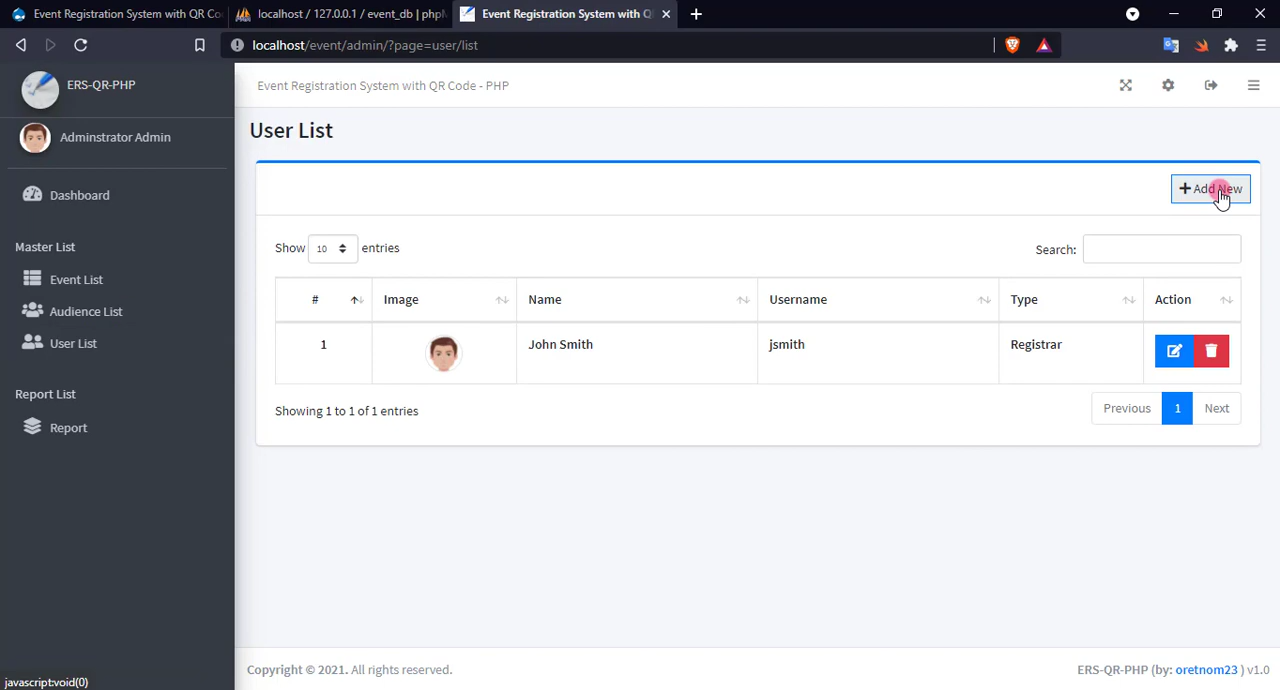 Event Registration System with QR Co
localhost / 127.0.0.1 / event_db | phpM
Event Registration System with Q
localhost/event/admin/?page=user/list
ERS-QR-PHP
Event Registration System with QR Code - PHP
Adminstrator Admin
User List
Dashboard
Add New
Master List
Show 10 entries
Search:
Event List
# Image Name Username Type Action
Audience List
User List
1 John Smith jsmith Registrar
Report List
Showing 1 to 1 of 1 entries
Previous 1 Next
Report
Copyright © 2021. All rights reserved.
ERS-QR-PHP (by: oretnom23 ) v1.0
javascript:void(0)